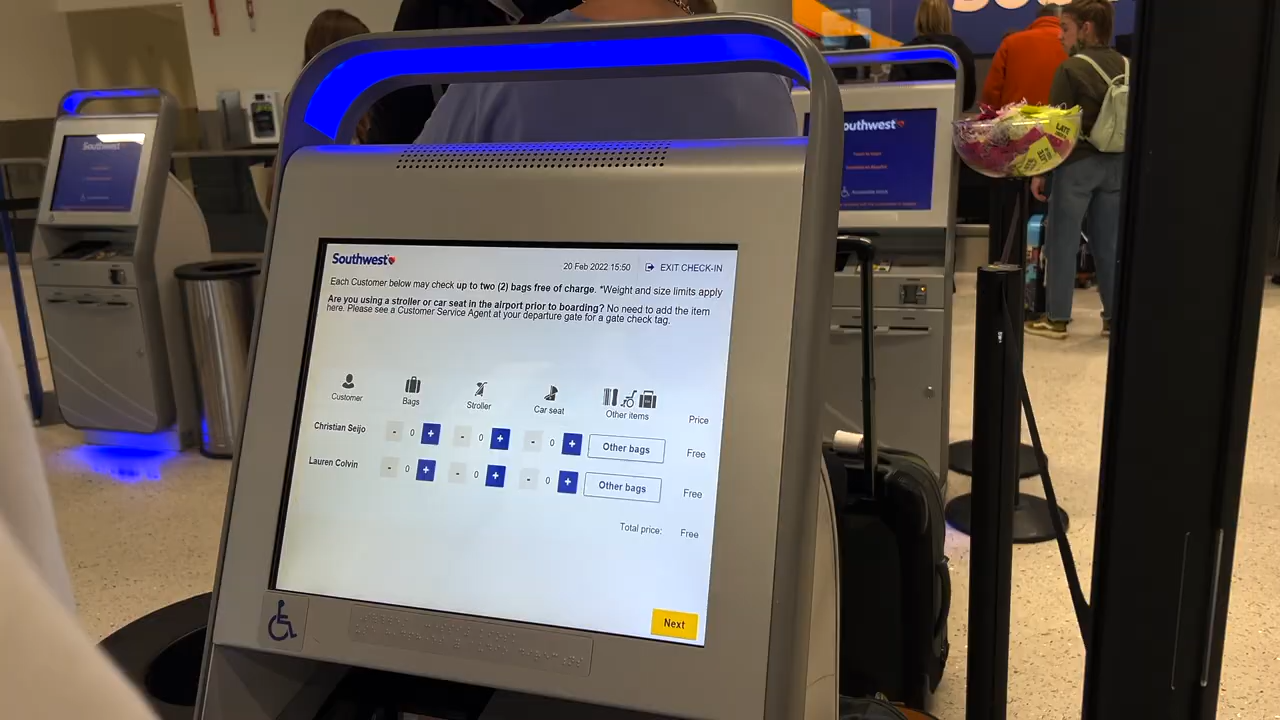 Southwest
Southwest
outhwest
20 Feb 2022 15:50
EXIT CHECK-IN
Each Customer below may check up to two (2) bags free of charge. *Weight and size limits apply
Are you using a stroller or car seat in the airport prior to boarding? No need to add the item
here. Please see a Customer Service Agent at your departure gate for a gate check tag.
Customer Bags Stroller Car seat Other items Price
Christian Seijo - 0 + - 0 + - 0 + Other bags Free
Lauren Colvin - 0 + - 0 + - 0 + Other bags Free
Total price: Free
Next